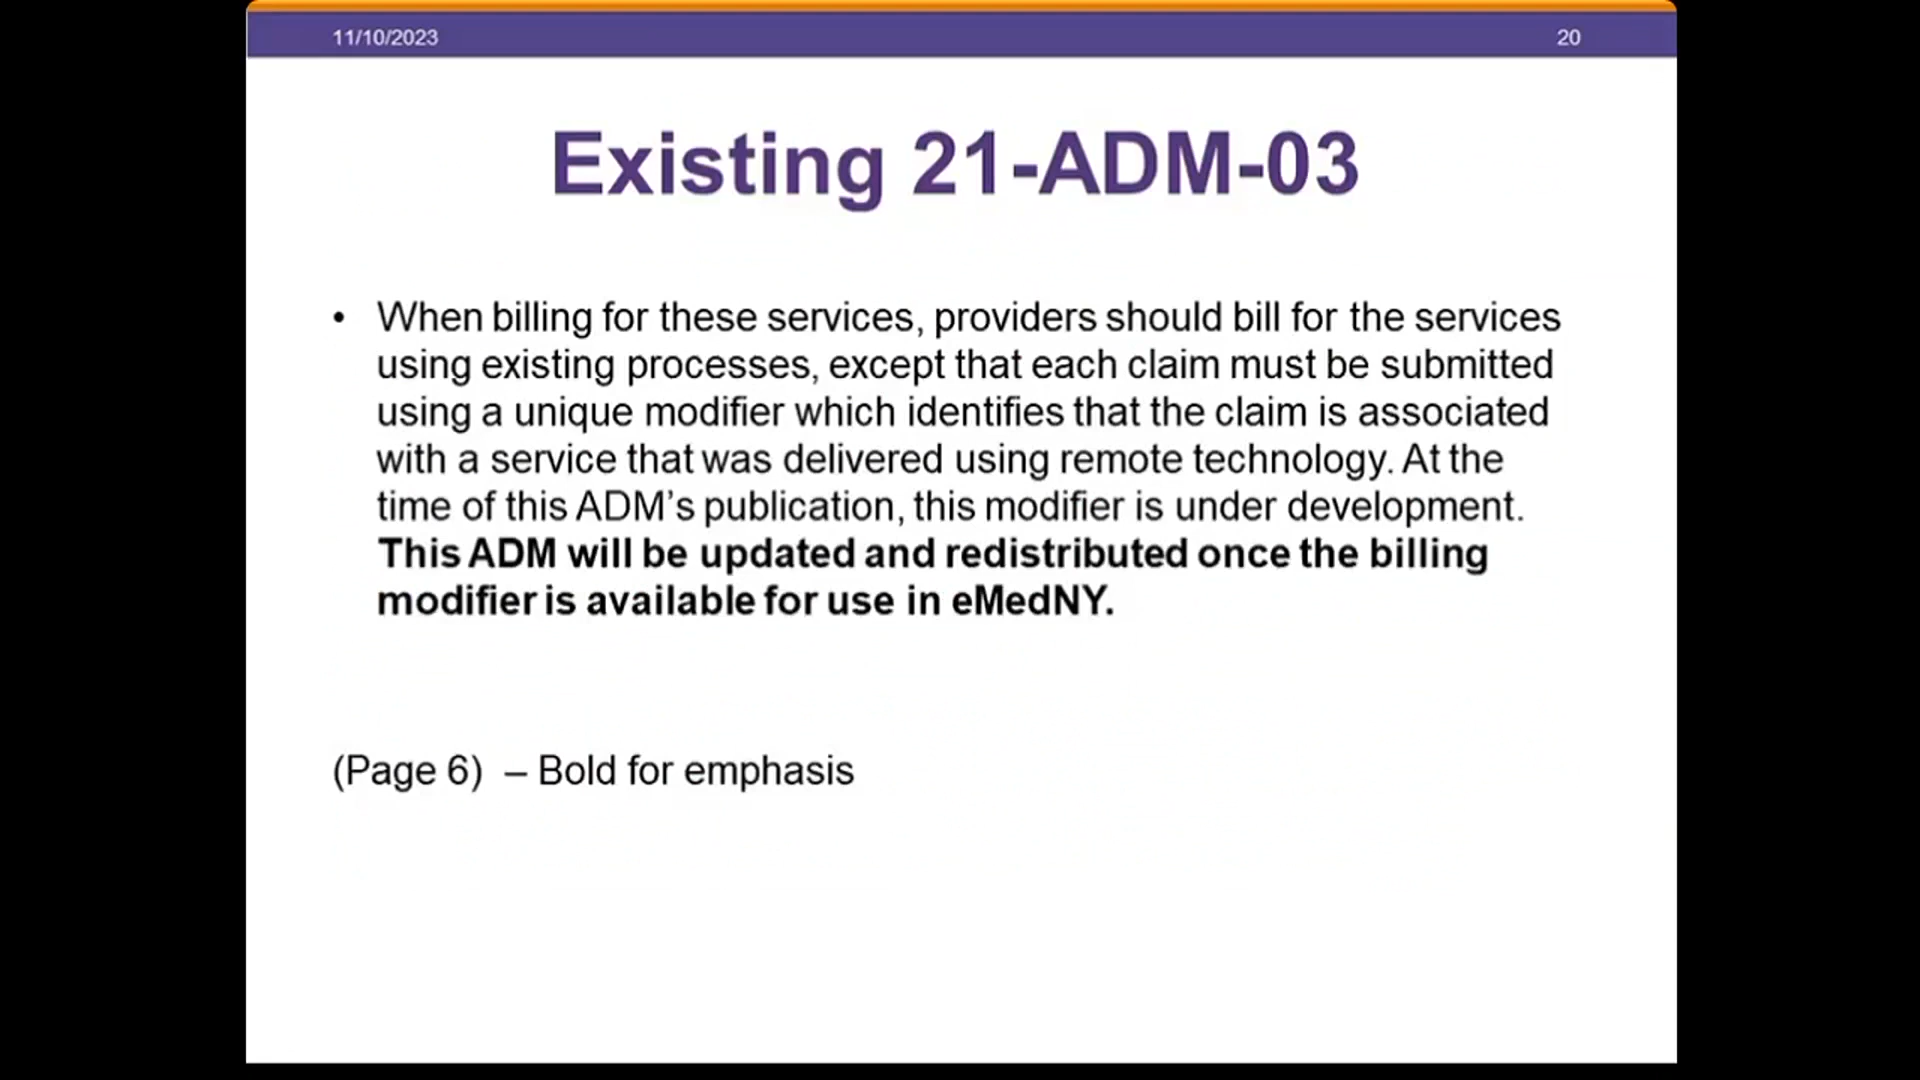 11/10/2023 20
Existing 21-ADM-03
• When billing for these services, providers should bill for the services
using existing processes, except that each claim must be submitted
using a unique modifier which identifies that the claim is associated
with a service that was delivered using remote technology. At the
time of this ADM’s publication, this modifier is under development.
This ADM will be updated and redistributed once the billing
modifier is available for use in eMedNY.
(Page 6) – Bold for emphasis